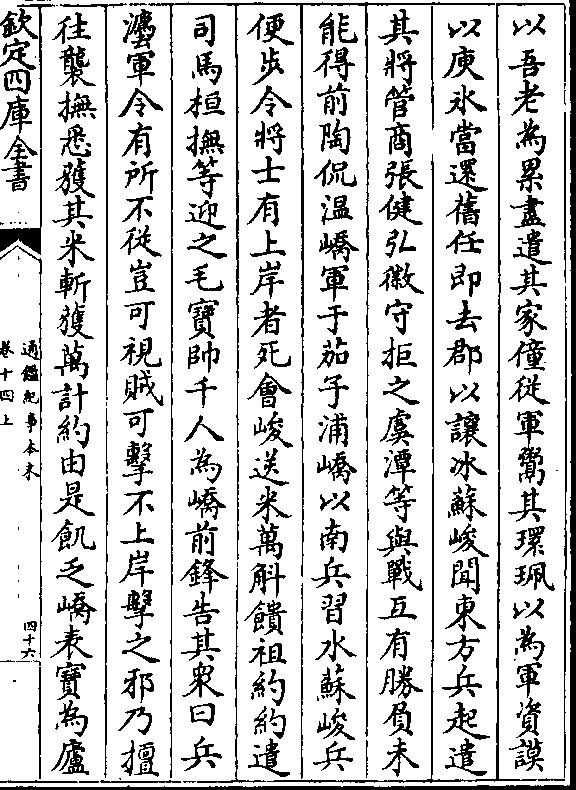 以吾老為累盡遣其家僮從軍鬻其環珮以為軍資謨
以庾氷當還舊任即去郡以讓冰蘇峻聞東方兵起遣
其將管商張健弘徽守拒之虞潭等與戰互有勝負未
能得前陶侃溫嶠軍于茄子浦嶠以南兵習水蘇峻兵
便歩令將士有上岸者死會峻送米萬斛饋祖約約遣
司馬桓撫等迎之毛寶帥千人為嶠前鋒告其衆曰兵
灋軍令有所不從豈可視賊可擊不上岸擊之邪乃擅
往襲撫悉獲其米斬獲萬計約由是飢乏嶠表寶為廬
欽定四庫全書
通鑑紀事本末
卷十四上
四十六